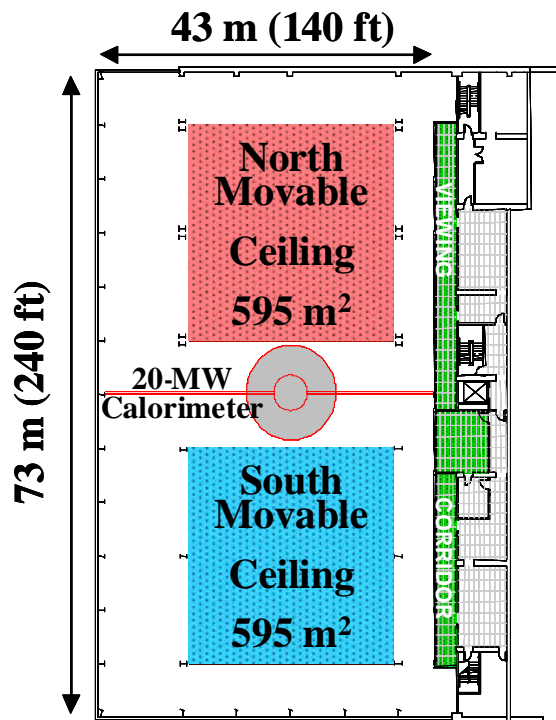 43 m (140 ft)
73 m (240 ft)
North
Movable
Ceiling
595 m²
VIEWING
20-MW
Calorimeter
South
Movable
Ceiling
595 m²
CORRIDOR